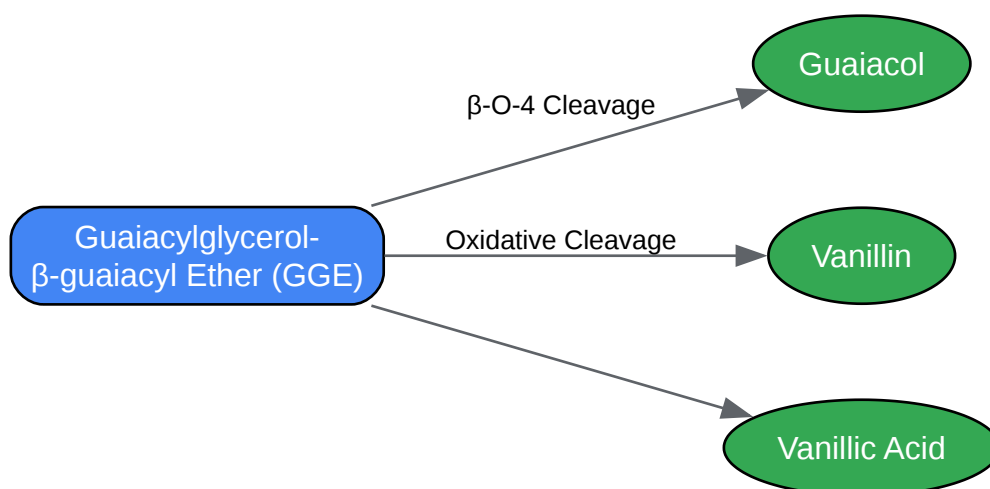 Guaiacol
β-O-4 Cleavage
Guaiacylglycerol-
β-guaiacyl Ether (GGE)
Oxidative Cleavage
Vanillin
Vanillic Acid